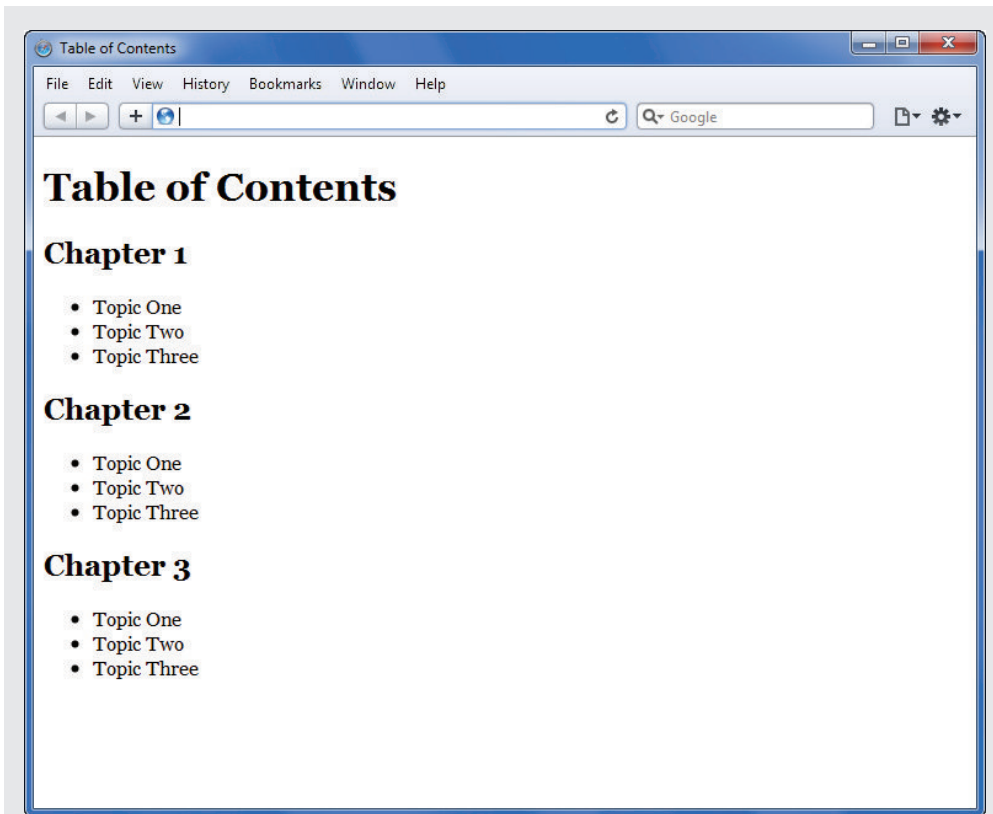 Table of Contents
File Edit View History Bookmarks Window Help
Google
Table of Contents
Chapter 1
Topic One
Topic Two
Topic Three
Chapter 2
Topic One
Topic Two
Topic Three
Chapter 3
Topic One
Topic Two
Topic Three